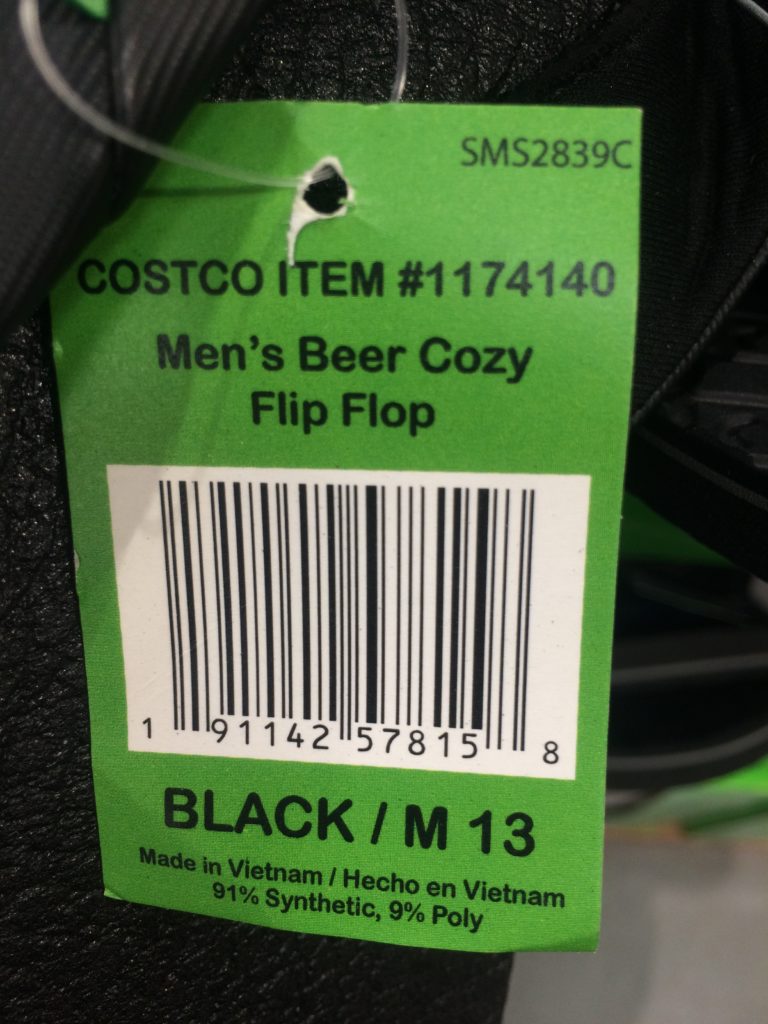 SMS2839C
COSTCO ITEM #1174140
Men's Beer Cozy
Flip Flop
1 91142 57815 8
BLACK / M 13
Made in Vietnam / Hecho en Vietnam
91% Synthetic, 9% Poly